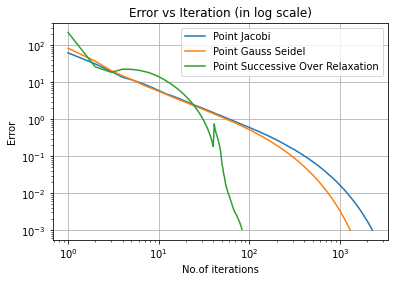 Error vs Iteration (in log scale)
Point Jacobi
Point Gauss Seidel
Point Successive Over Relaxation
Error
10²
10¹
10⁰
10⁻¹
10⁻²
10⁻³
10⁰
10¹
10²
10³
No.of iterations